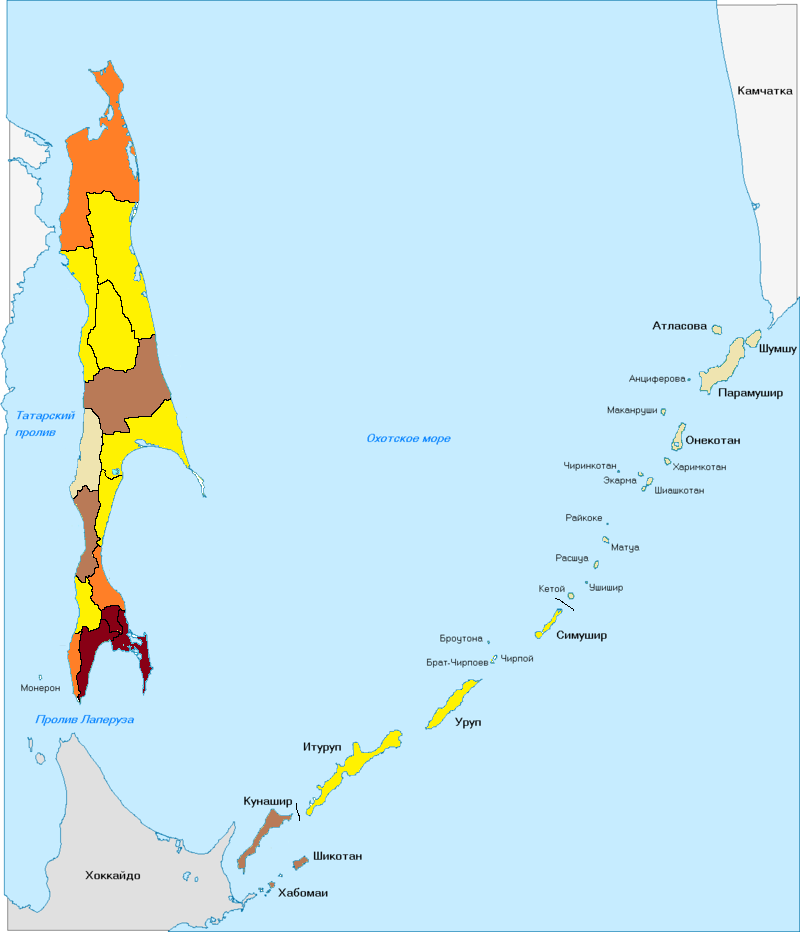 Камчатка
Атласова
Шумшу
Анциферова
Парамушир
Маканруши
Татарский
пролив
Охотское море
Онекотан
Чиринкотан
Харимкотан
Экарма
Шиашкотан
Райкоке
Матуа
Расшуа
Кетой
Ушишир
Симушир
Броутона
Брат-Чирпоев
Чирпой
Монерон
Пролив Лаперуза
Уруп
Итуруп
Кунашир
Шикотан
Хоккайдо
Хабомаи